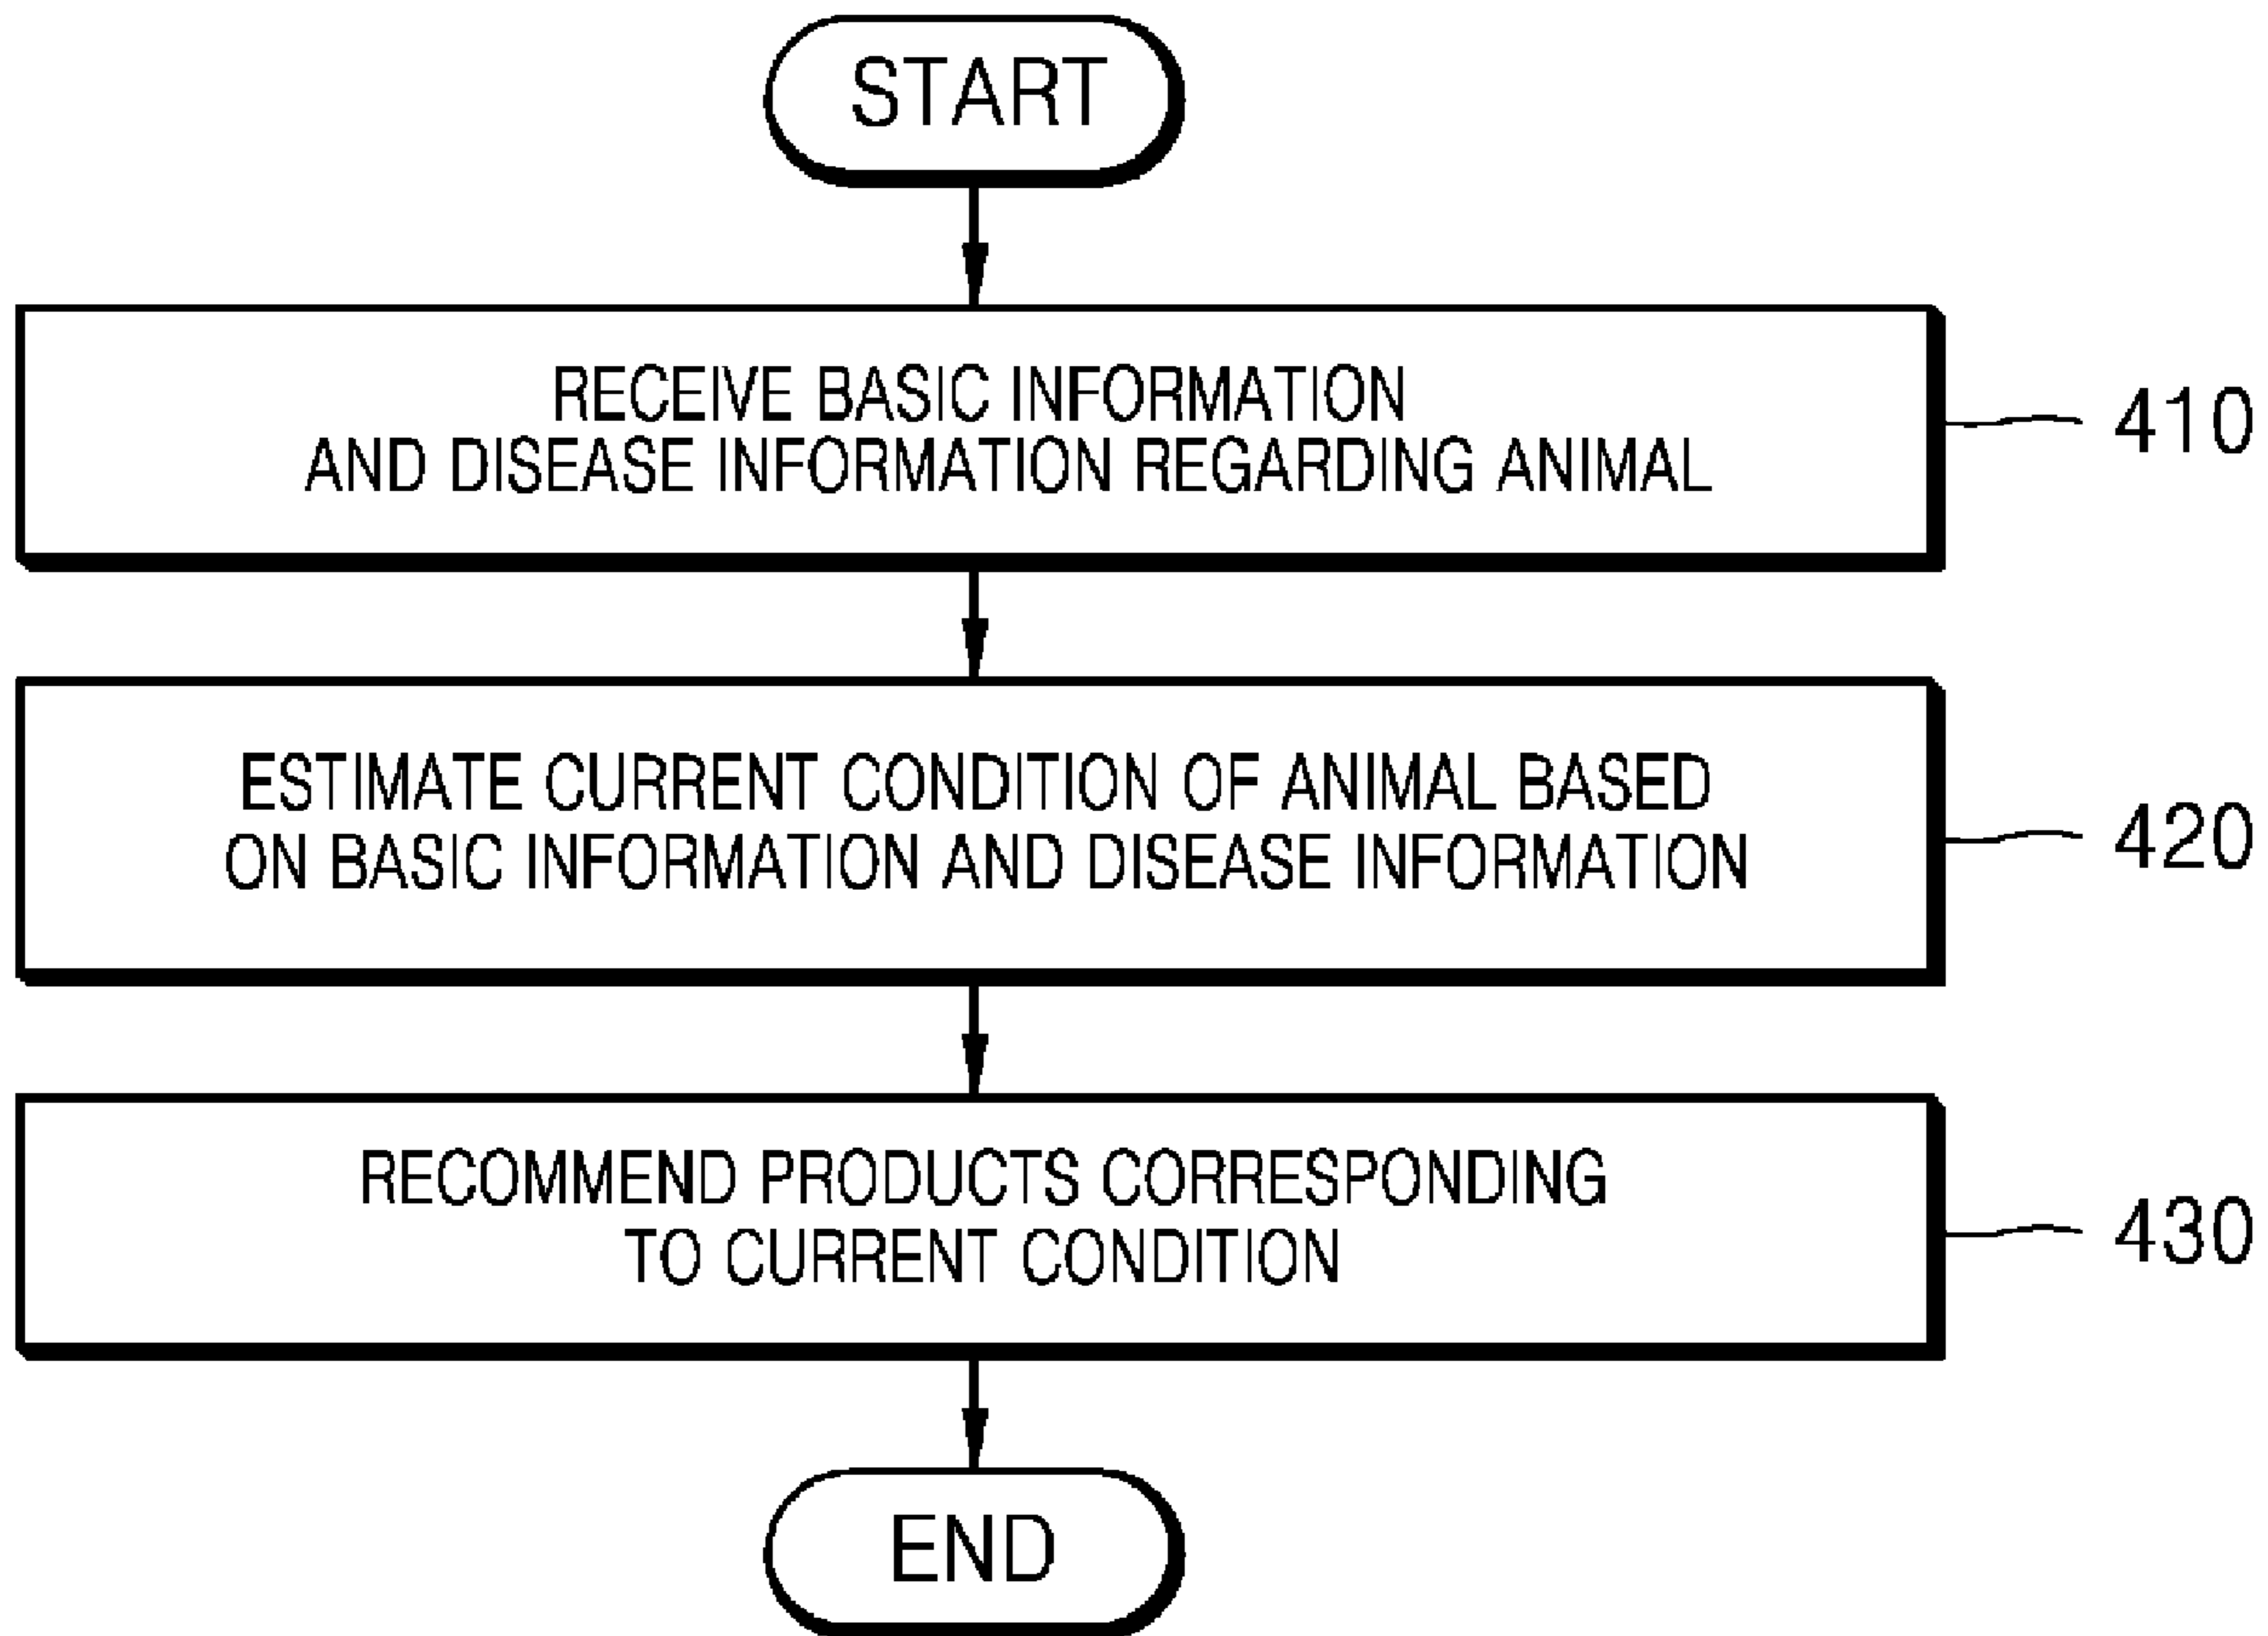 START
RECEIVE BASIC INFORMATION
AND DISEASE INFORMATION REGARDING ANIMAL
410
ESTIMATE CURRENT CONDITION OF ANIMAL BASED
ON BASIC INFORMATION AND DISEASE INFORMATION
420
RECOMMEND PRODUCTS CORRESPONDING
TO CURRENT CONDITION
430
END